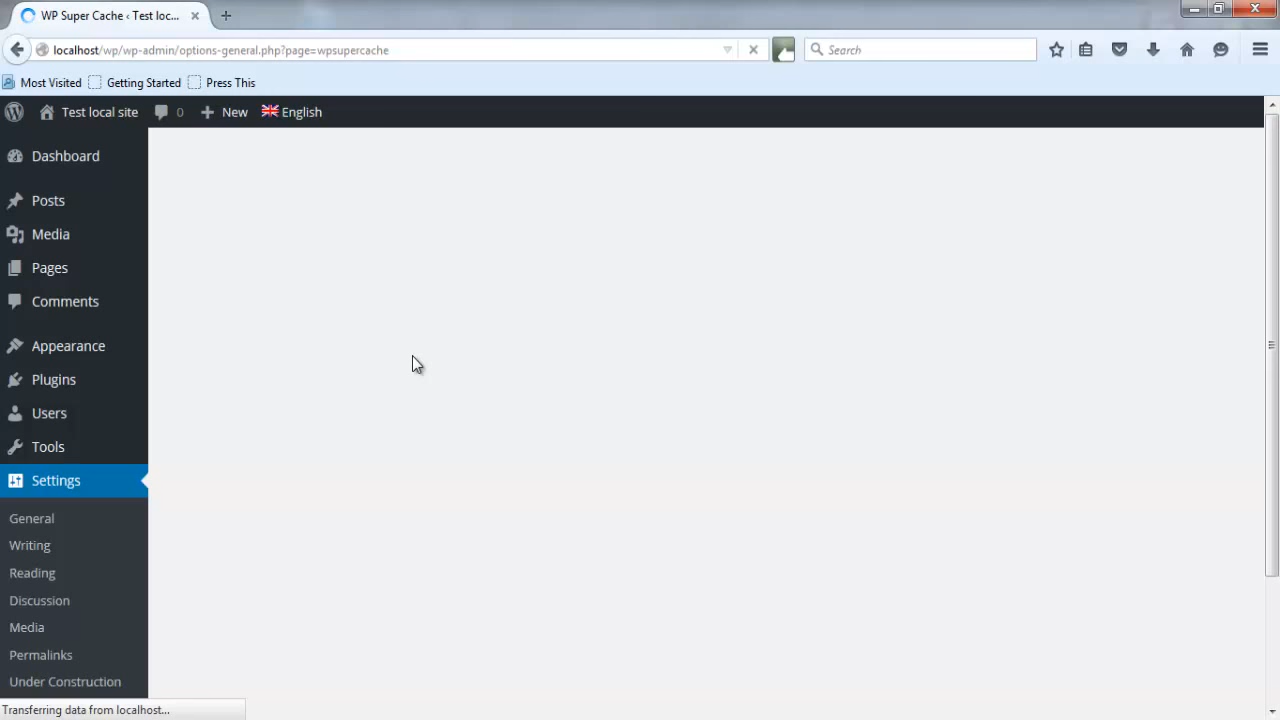 WP Super Cache ‹ Test loc...
localhost/wp/wp-admin/options-general.php?page=wpsupercache
Search
Most Visited
Getting Started
Press This
Test local site
0
New
English
Dashboard
Posts
Media
Pages
Comments
Appearance
Plugins
Users
Tools
Settings
General
Writing
Reading
Discussion
Media
Permalinks
Under Construction
Transferring data from localhost...